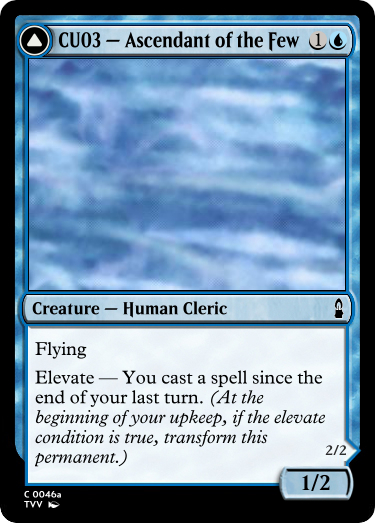 CU03 — Ascendant of the Few 1
Creature — Human Cleric
Flying
Elevate — You cast a spell since the
end of your last turn. (At the
beginning of your upkeep, if the elevate
condition is true, transform this
permanent.)
2/2
1/2
C 0046a
TVV